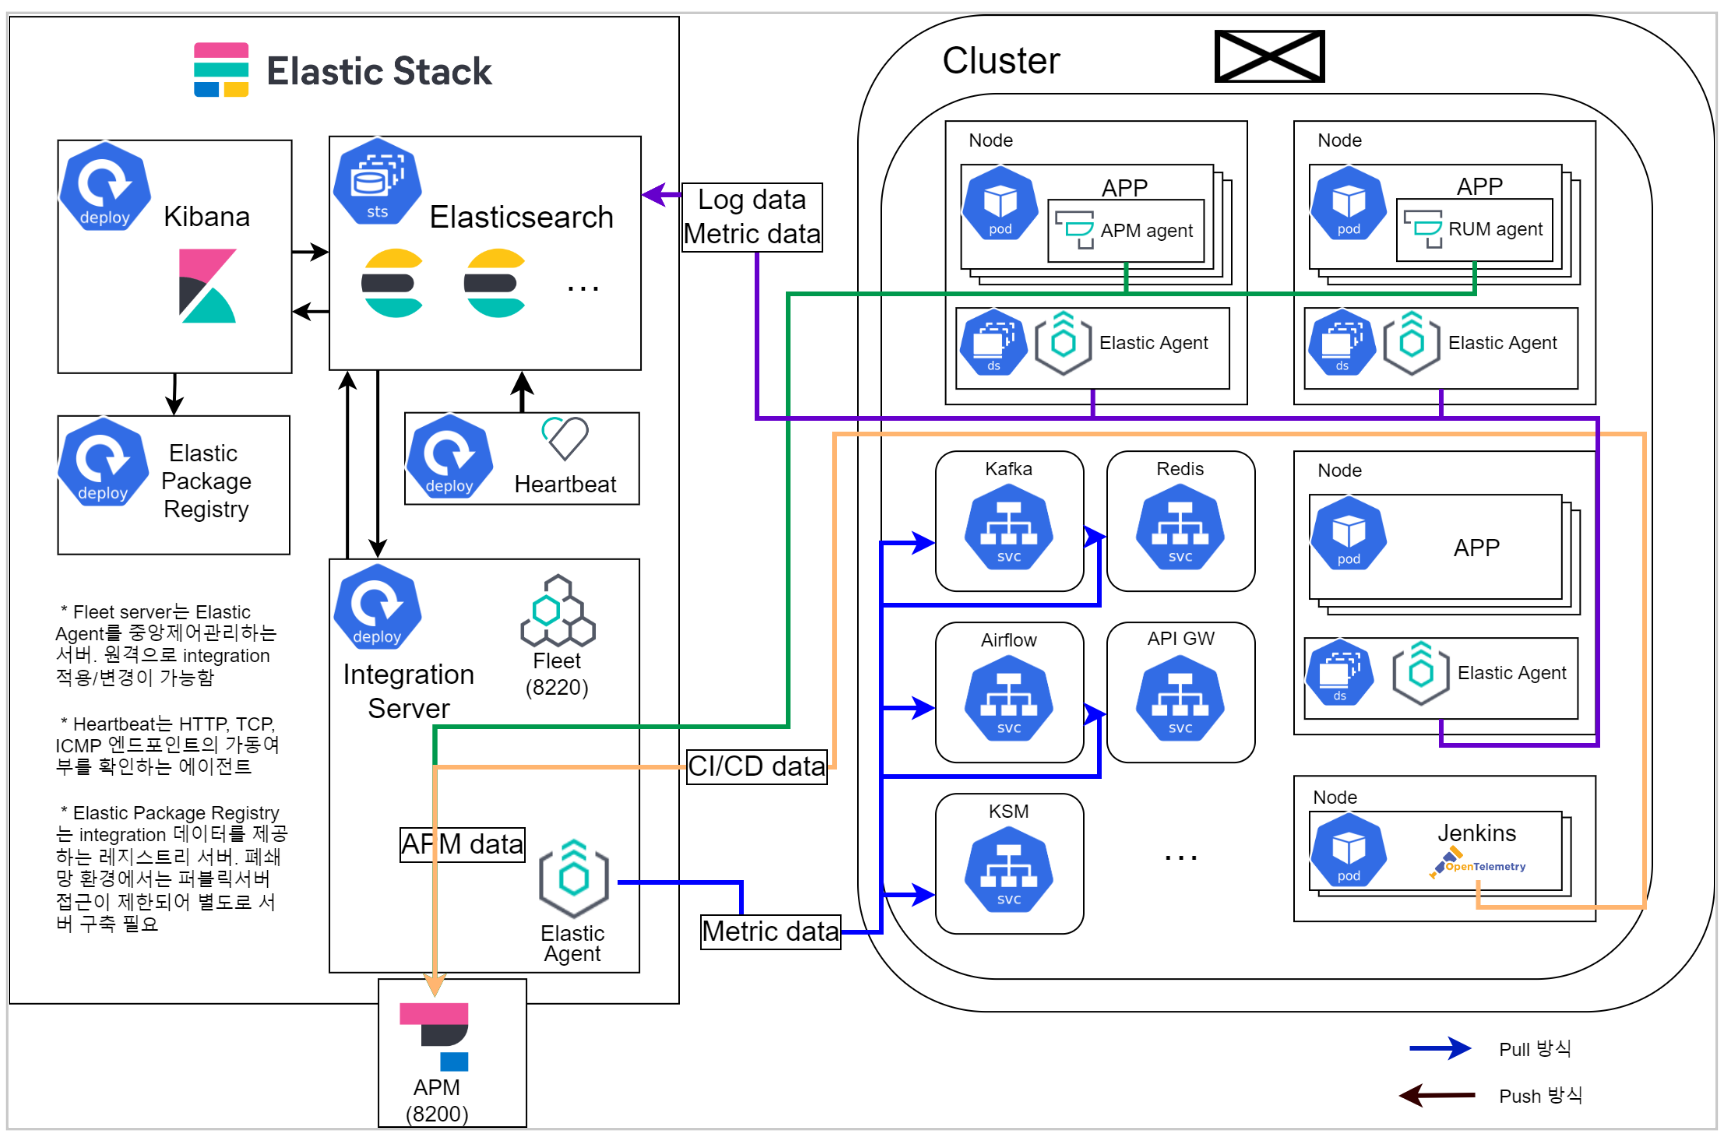 Elastic Stack
deploy
Kibana
sts
Elasticsearch
...
deploy
Elastic
Package
Registry
deploy
Heartbeat
* Fleet server는 Elastic
Agent를 중앙제어관리하는
서버. 원격으로 integration
적용/변경이 가능함
* Heartbeat는 HTTP, TCP,
ICMP 엔드포인트의 가동여
부를 확인하는 에이전트
* Elastic Package Registry
는 integration 데이터를 제공
하는 레지스트리 서버. 폐쇄
망 환경에서는 퍼블릭서버
접근이 제한되어 별도로 서
버 구축 필요
deploy
Integration
Server
Fleet
(8220)
APM data
Elastic
Agent
APM
(8200)
Log data
Metric data
CI/CD data
Metric data
Cluster
Node
pod
APP
APM agent
ds
Elastic Agent
Node
pod
APP
RUM agent
ds
Elastic Agent
Kafka
svc
Redis
svc
Airflow
svc
API GW
svc
KSM
svc
...
Node
pod
APP
ds
Elastic Agent
Node
pod
Jenkins
OpenTelemetry
Pull 방식
Push 방식